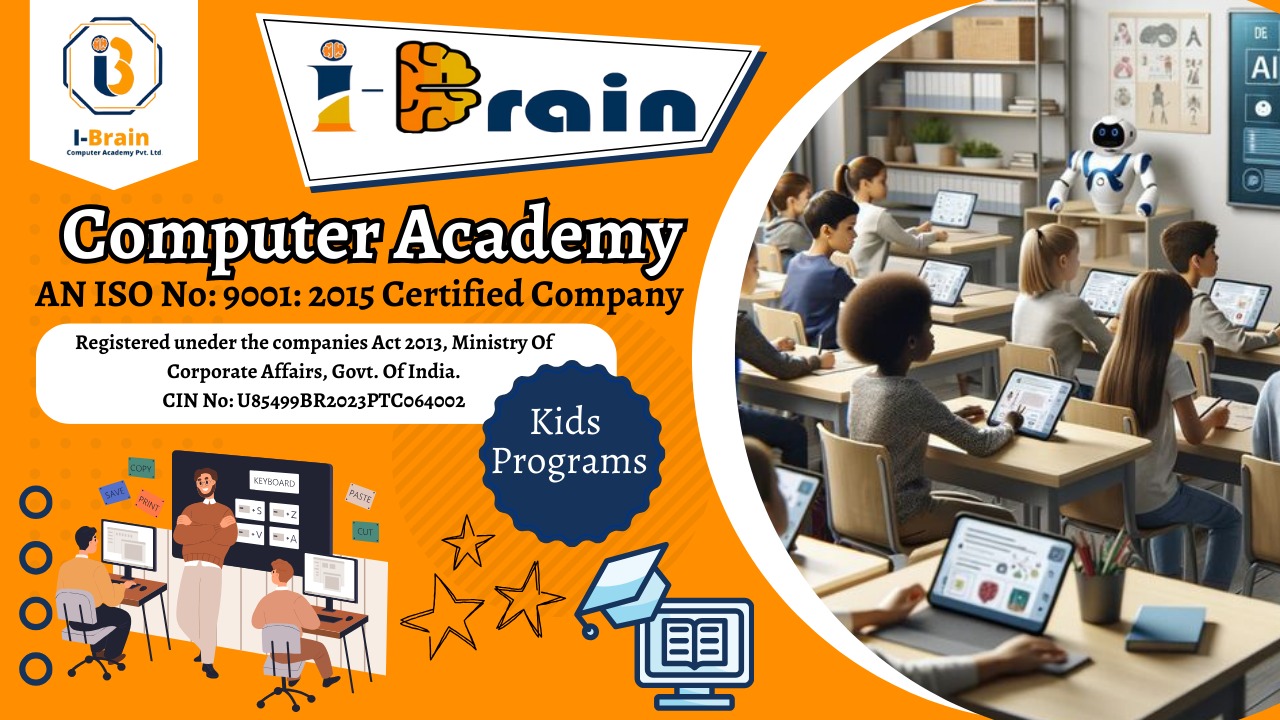 I-Brain
Computer Academy Pvt. Ltd
i-Brain
Computer Academy
AN ISO No: 9001: 2015 Certified Company
Registered uneder the companies Act 2013, Ministry Of
Corporate Affairs, Govt. Of India.
CIN No: U85499BR2023PTC064002
Kids
Programs
COPY
SAVE
PRINT
KEYBOARD
+S
+Z
+V
+A
PASTE
CUT
DE
AI